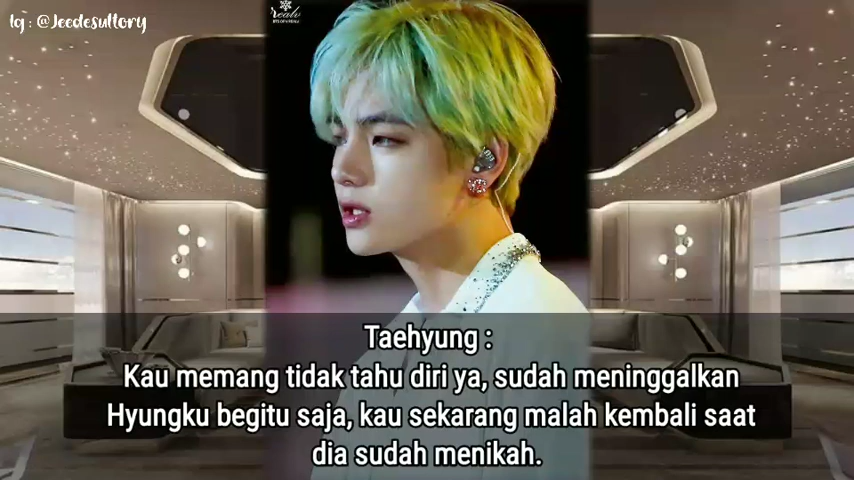 Ig : @Jeedesultory
Taehyung :
Kau memang tidak tahu diri ya, sudah meninggalkan
Hyungku begitu saja, kau sekarang malah kembali saat
dia sudah menikah.